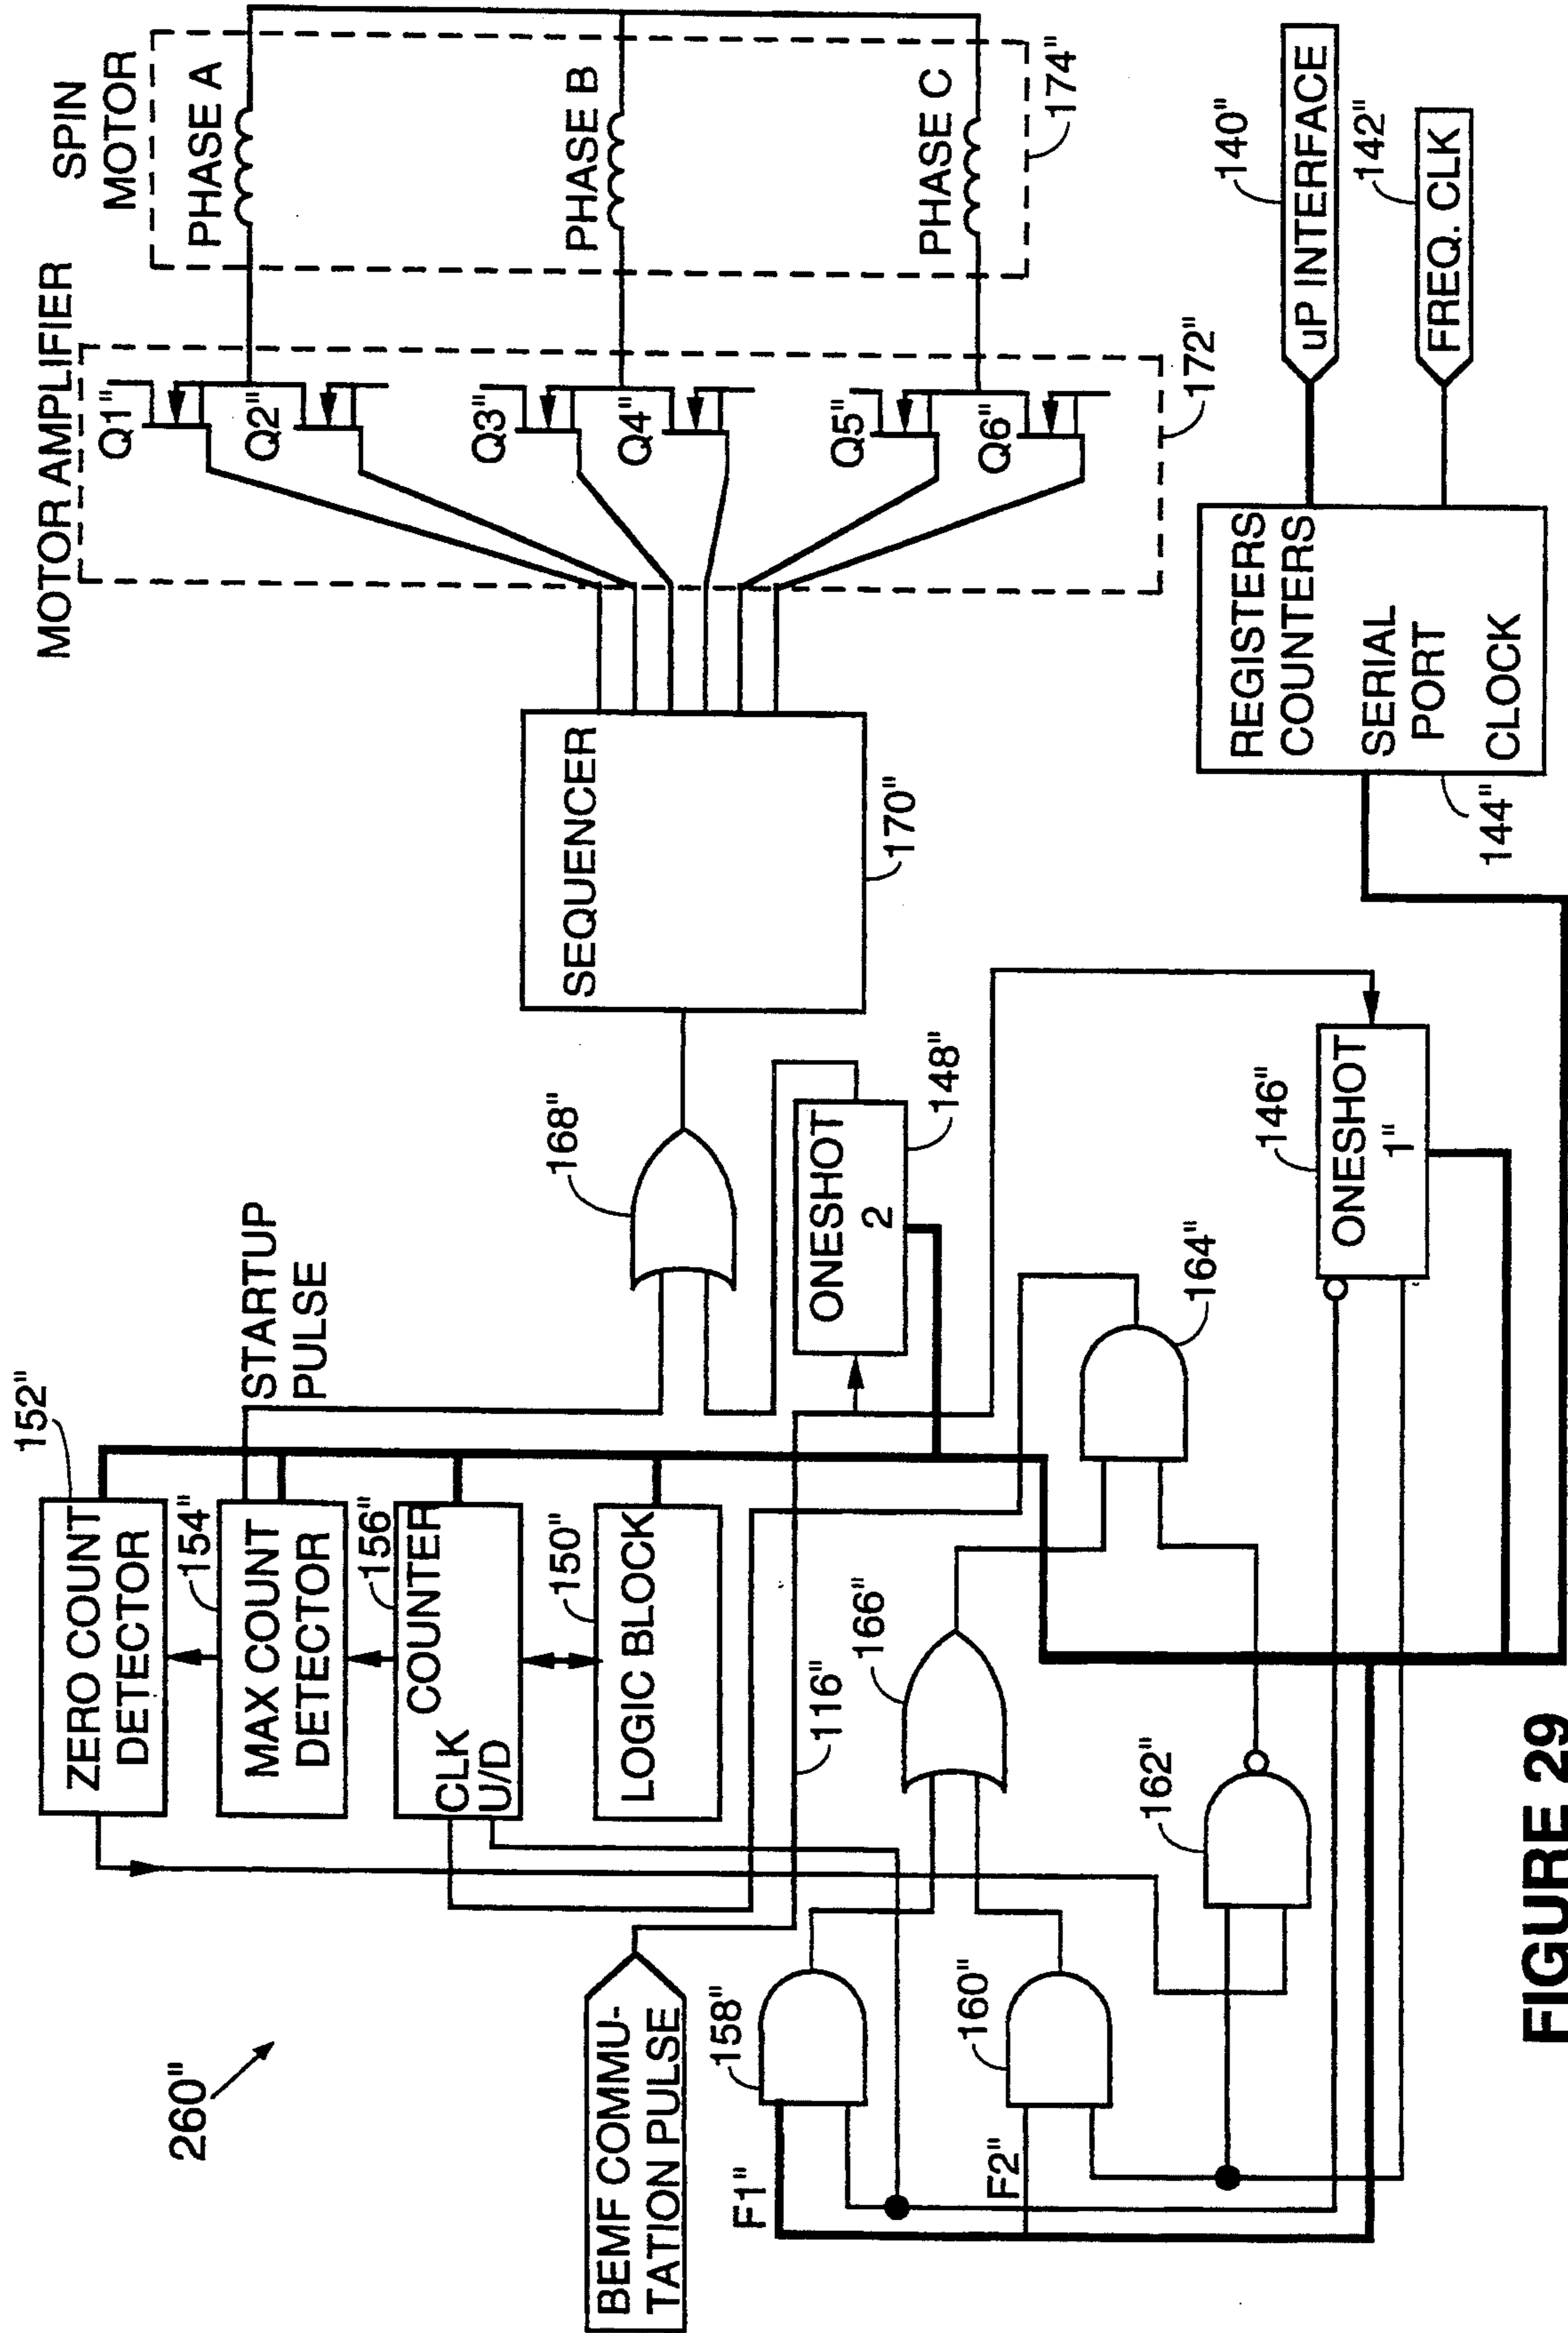 260"
152"
ZERO COUNT
DETECTOR
154"
MAX COUNT
DETECTOR
STARTUP
PULSE
156"
COUNTER
CLK
U/D
150"
LOGIC BLOCK
BEMF COMMU-
TATION PULSE
116"
168"
ONESHOT
2
148"
SEQUENCER
170"
MOTOR AMPLIFIER
Q1"
Q2"
Q3"
Q4"
Q5"
Q6"
172"
SPIN
MOTOR
PHASE A
PHASE B
PHASE C
174"
F1"
158"
F2"
160"
166"
162"
164"
146"
ONESHOT
1"
REGISTERS
COUNTERS
SERIAL
PORT
CLOCK
144"
140"
uP INTERFACE
142"
FREQ. CLK
FIGURE 29